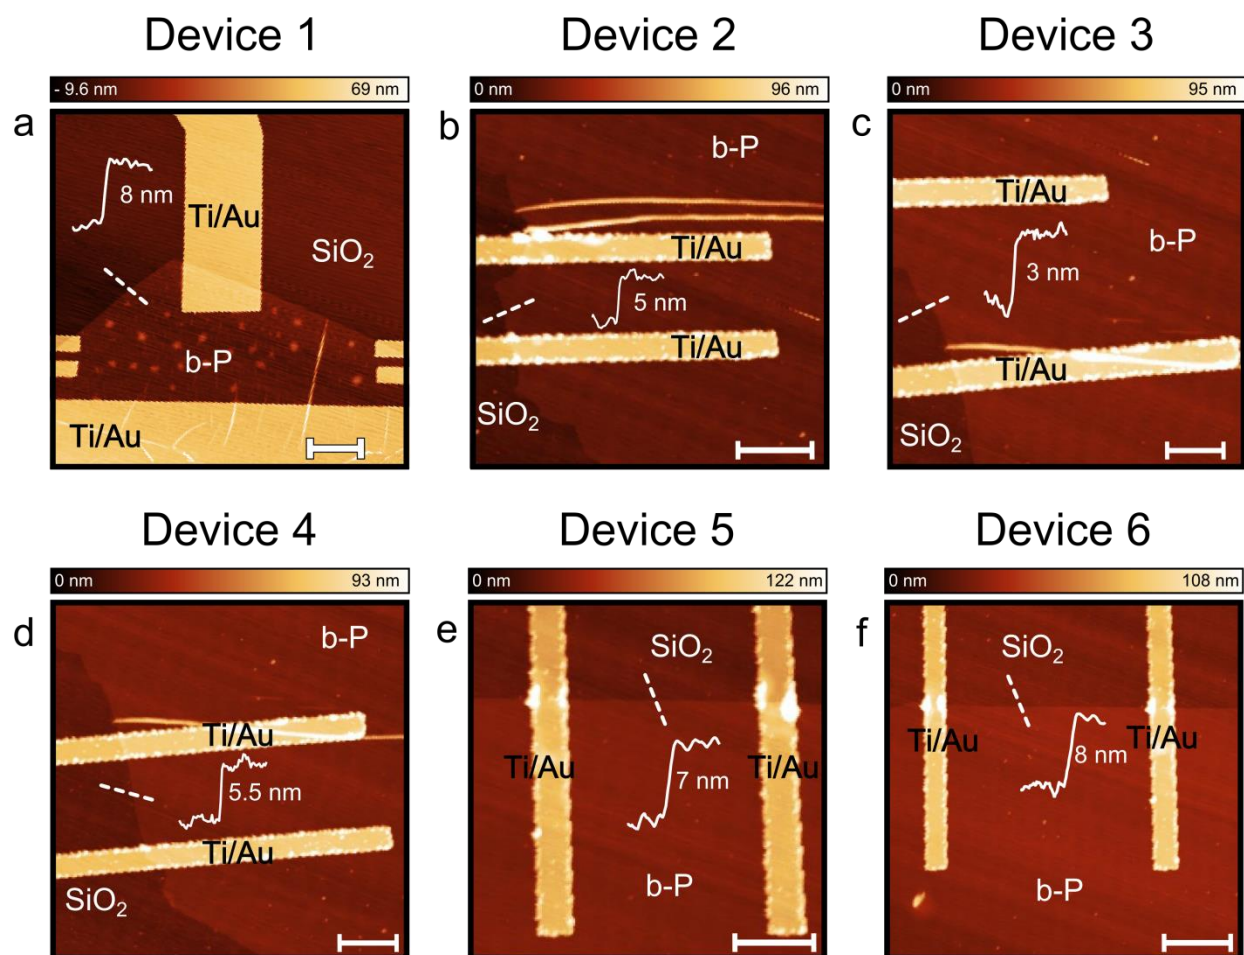 Device 1
Device 2
Device 3
- 9.6 nm
69 nm
0 nm
96 nm
0 nm
95 nm
a
8 nm
Ti/Au
SiO₂
b-P
Ti/Au
b
b-P
Ti/Au
5 nm
Ti/Au
SiO₂
c
Ti/Au
b-P
3 nm
Ti/Au
SiO₂
Device 4
Device 5
Device 6
0 nm
93 nm
0 nm
122 nm
0 nm
108 nm
d
b-P
Ti/Au
5.5 nm
Ti/Au
SiO₂
e
SiO₂
Ti/Au
7 nm
Ti/Au
b-P
f
SiO₂
Ti/Au
8 nm
Ti/Au
b-P